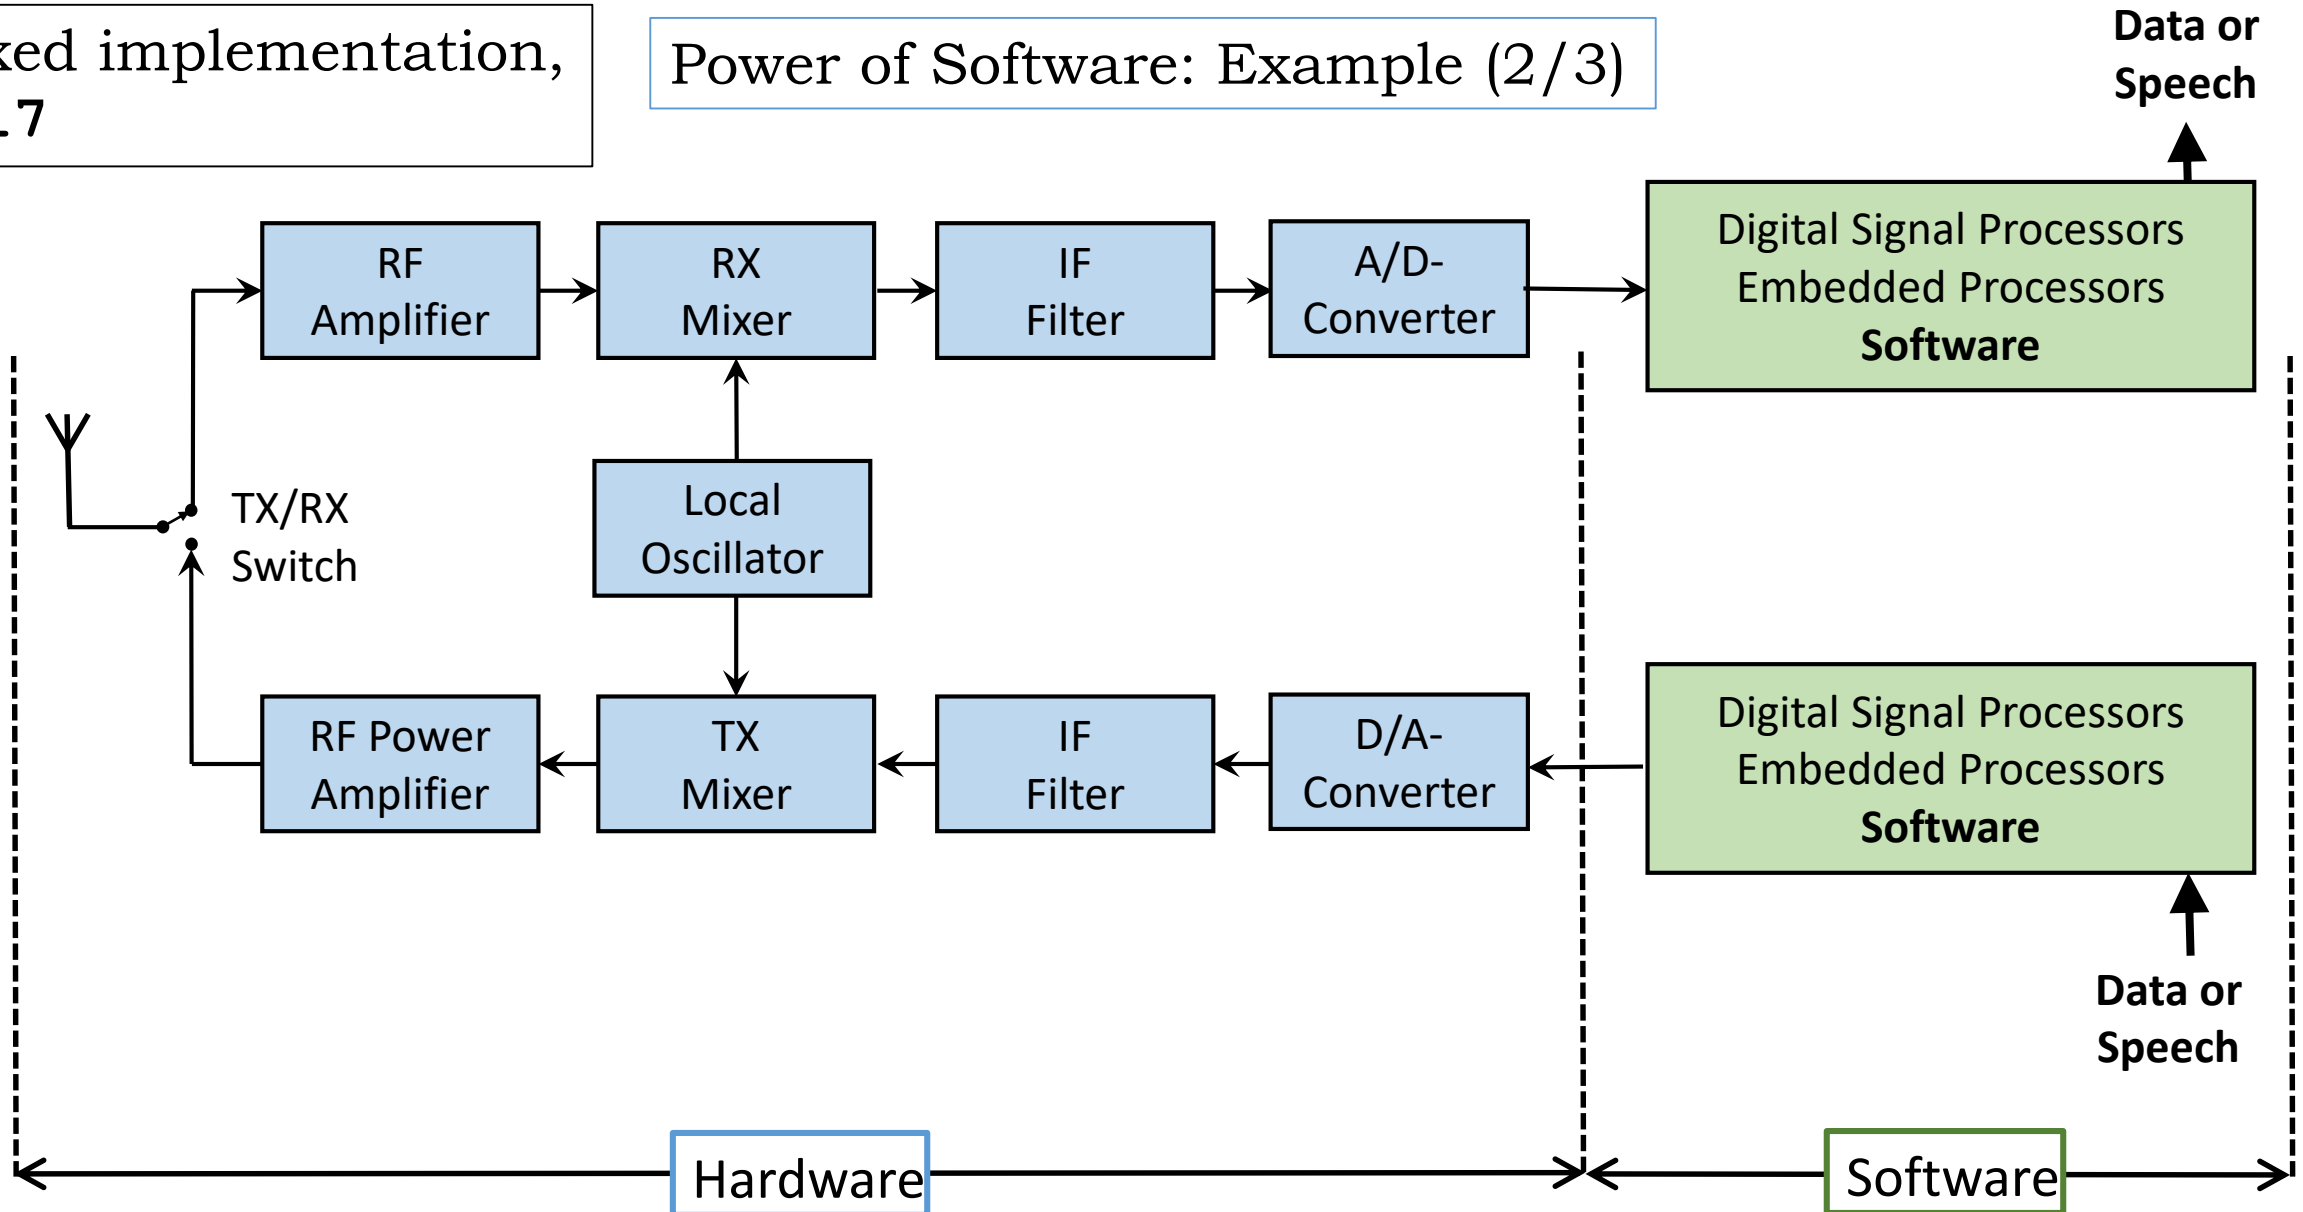 implementation,
Power of Software: Example (2/3)
Data or
Speech
RF
Amplifier
RX
Mixer
IF
Filter
A/D-
Converter
Digital Signal Processors
Embedded Processors
Software
TX/RX
Switch
Local
Oscillator
RF Power
Amplifier
TX
Mixer
IF
Filter
D/A-
Converter
Digital Signal Processors
Embedded Processors
Software
Data or
Speech
Hardware
Software